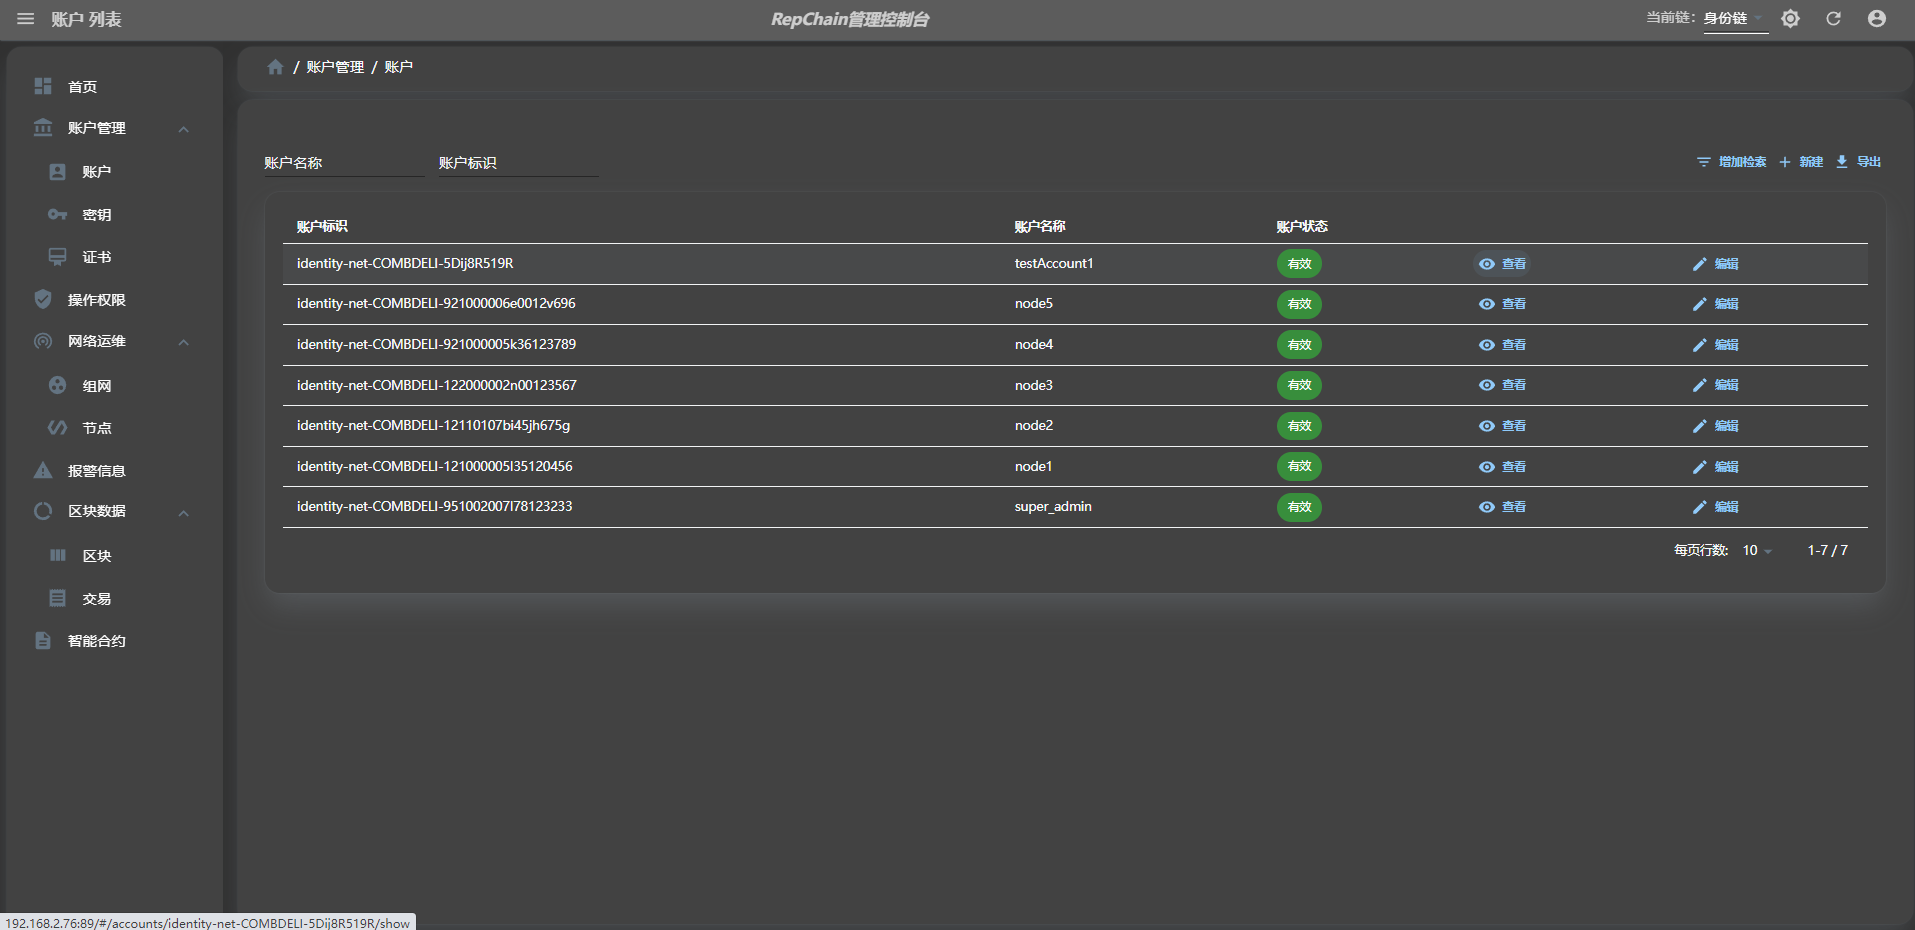 账户 列表
RepChain管理控制台
当前链: 身份链
首页
账户管理
账户
密钥
证书
操作权限
网络运维
组网
节点
报警信息
区块数据
区块
交易
智能合约
/ 账户管理 / 账户
账户名称 账户标识
增加检索 新建 导出
账户标识 账户名称 账户状态
identity-net-COMBDELI-5Dij8R519R testAccount1 有效 查看 编辑
identity-net-COMBDELI-921000006e0012v696 node5 有效 查看 编辑
identity-net-COMBDELI-921000005k36123789 node4 有效 查看 编辑
identity-net-COMBDELI-122000002n00123567 node3 有效 查看 编辑
identity-net-COMBDELI-12110107bi45jh675g node2 有效 查看 编辑
identity-net-COMBDELI-121000005l35120456 node1 有效 查看 编辑
identity-net-COMBDELI-951002007l78123233 super_admin 有效 查看 编辑
每页行数: 10 1-7 / 7
192.168.2.76:89/#/accounts/identity-net-COMBDELI-5Dij8R519R/show